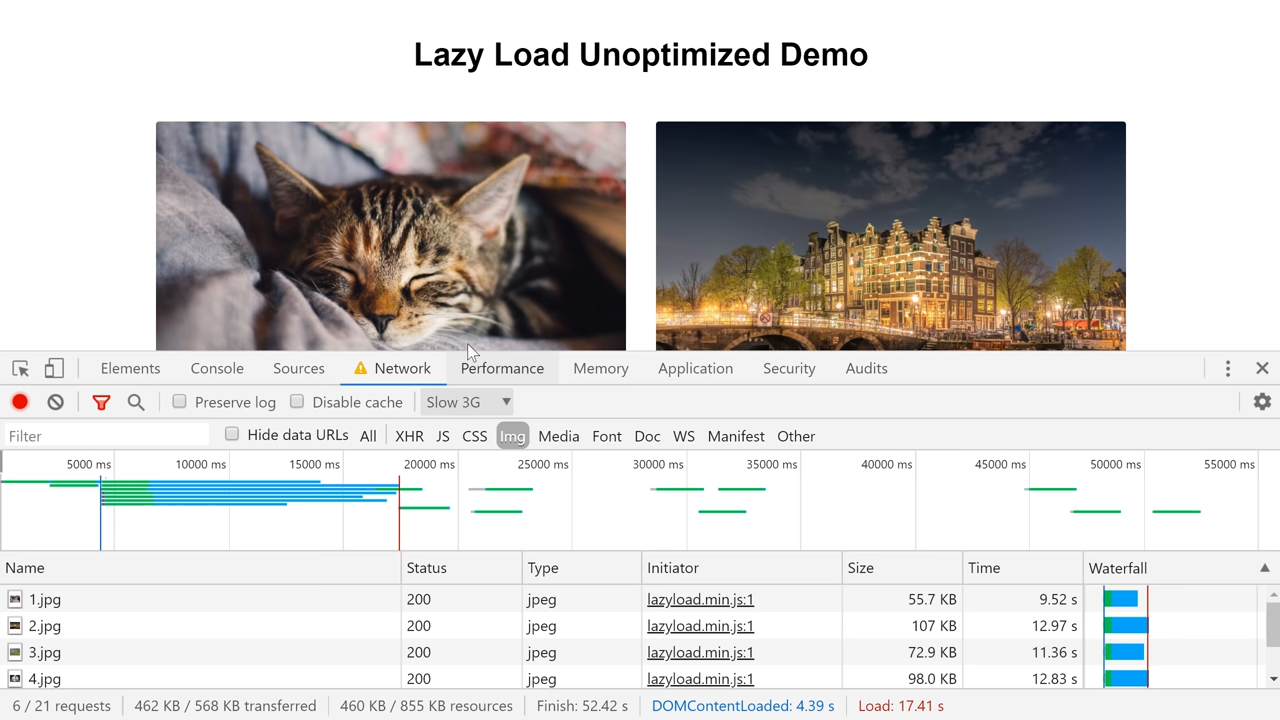 Lazy Load Unoptimized Demo
Elements Console Sources Network Performance Memory Application Security Audits
Preserve log Disable cache Slow 3G
Filter Hide data URLs All XHR JS CSS Img Media Font Doc WS Manifest Other
5000 ms 10000 ms 15000 ms 20000 ms 25000 ms 30000 ms 35000 ms 40000 ms 45000 ms 50000 ms 55000 ms
Name Status Type Initiator Size Time Waterfall
1.jpg 200 jpeg lazyload.min.js:1 55.7 KB 9.52 s
2.jpg 200 jpeg lazyload.min.js:1 107 KB 12.97 s
3.jpg 200 jpeg lazyload.min.js:1 72.9 KB 11.36 s
4.jpg 200 jpeg lazyload.min.js:1 98.0 KB 12.83 s
6 / 21 requests 462 KB / 568 KB transferred 460 KB / 855 KB resources Finish: 52.42 s DOMContentLoaded: 4.39 s Load: 17.41 s